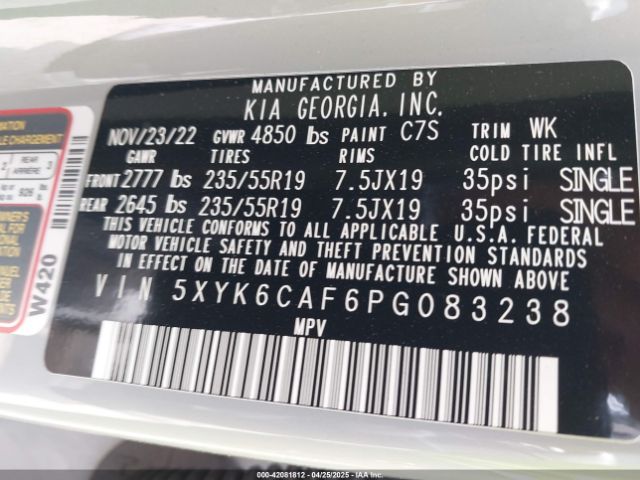 MANUFACTURED BY
KIA GEORGIA, INC.
NOV/23/22 GVWR 4850 lbs PAINT C7S TRIM WK
GAWR TIRES RIMS COLD TIRE INFL
FRONT 2777 lbs 235/55R19 7.5JX19 35psi SINGLE
REAR 2645 lbs 235/55R19 7.5JX19 35psi SINGLE
THIS VEHICLE CONFORMS TO ALL APPLICABLE U.S.A. FEDERAL
MOTOR VEHICLE SAFETY AND THEFT PREVENTION STANDARDS
IN EFFECT ON THE DATE OF MANUFACTURE SHOWN ABOVE
VIN 5XYK6CAF6PG083238
MPV
REAR 3
W420
000-42081812 - 04/25/2025 - COPYRIGHT © IAA, INC.